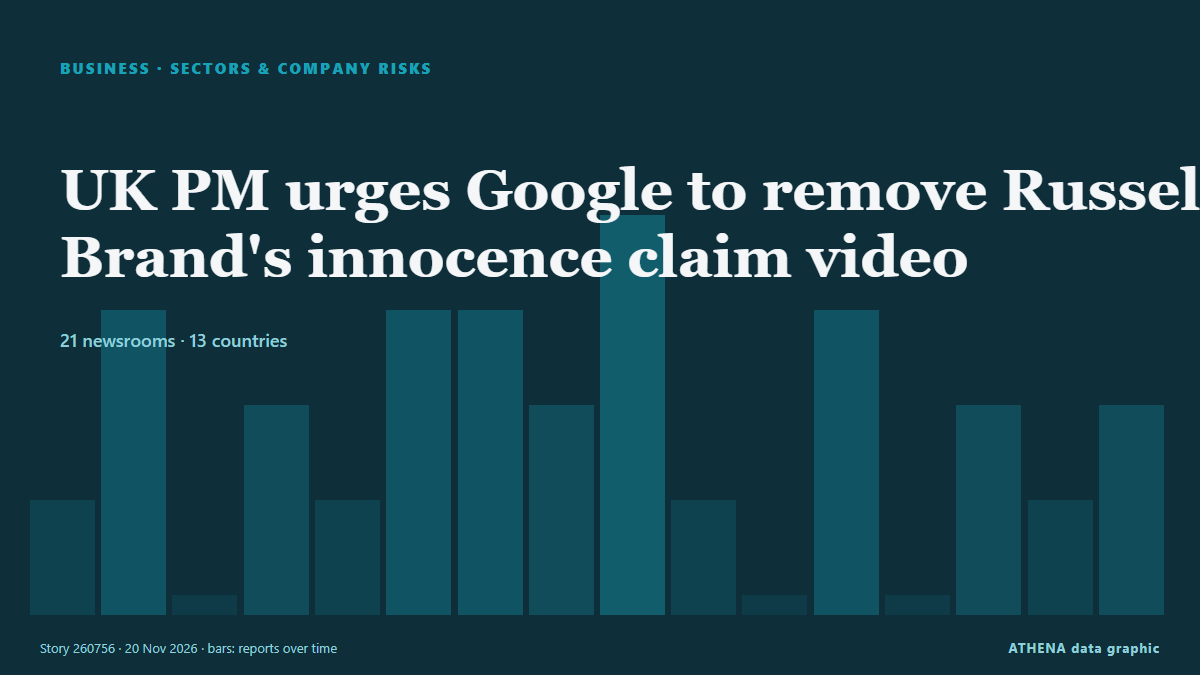 BUSINESS · SECTORS & COMPANY RISKS
UK PM urges Google to remove Russel
Brand's innocence claim video
21 newsrooms · 13 countries
Story 260756 · 20 Nov 2026 · bars: reports over time
ATHENA data graphic